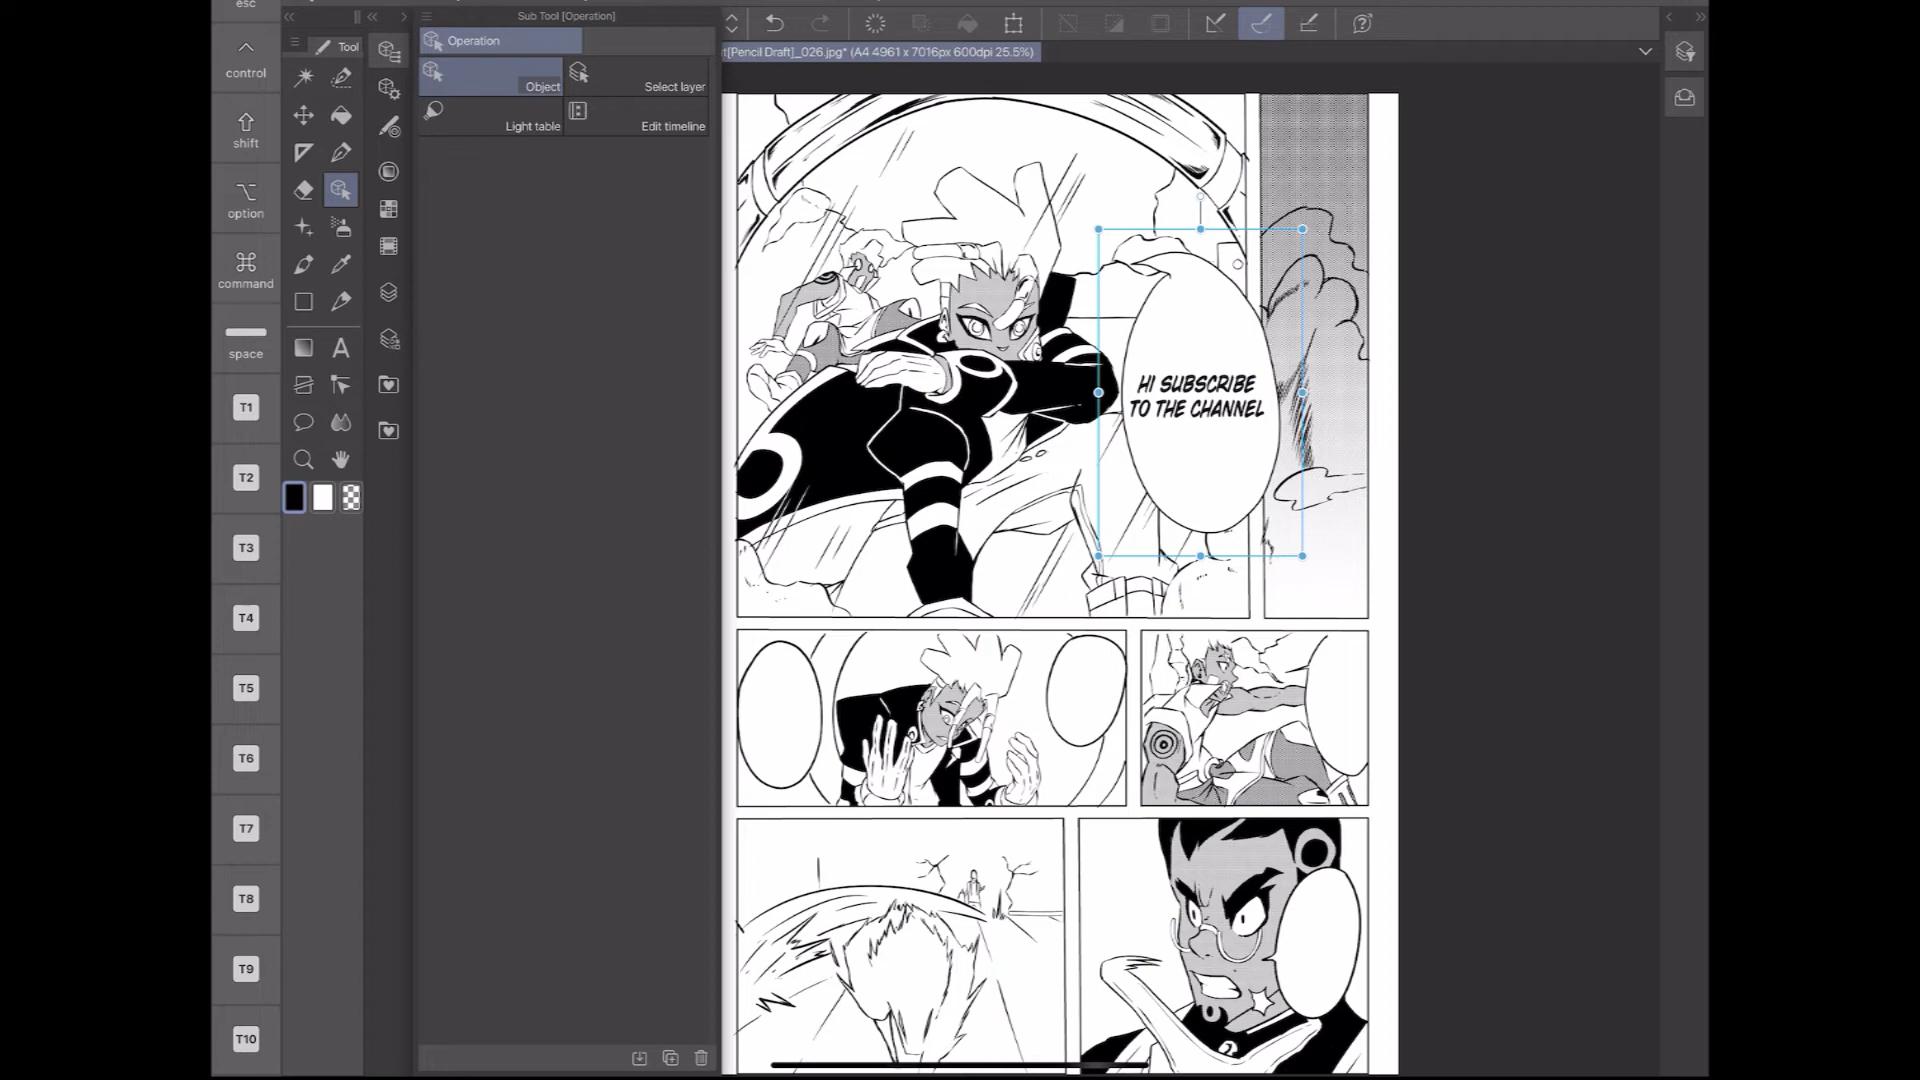 esc
Sub Tool [Operation]
control
Tool
Operation
t[Pencil Draft]_026.jpg* (A4 4961 x 7016px 600dpi 25.5%)
Object
Select layer
Light table
Edit timeline
shift
option
command
space
A
T1
T2
T3
T4
T5
T6
T7
T8
T9
T10
HI SUBSCRIBE
TO THE CHANNEL